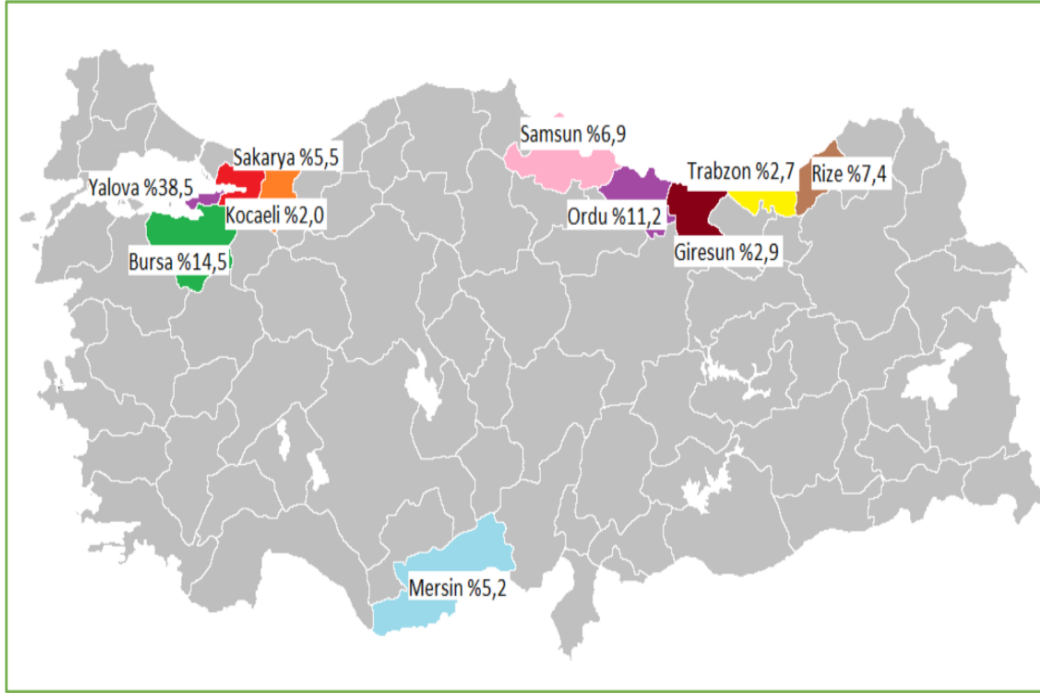 Samsun %6,9
Sakarya %5,5
Trabzon %2,7
Rize %7,4
Yalova %38,5
Kocaeli %2,0
Ordu %11,2
Giresun %2,9
Bursa %14,5
Mersin %5,2